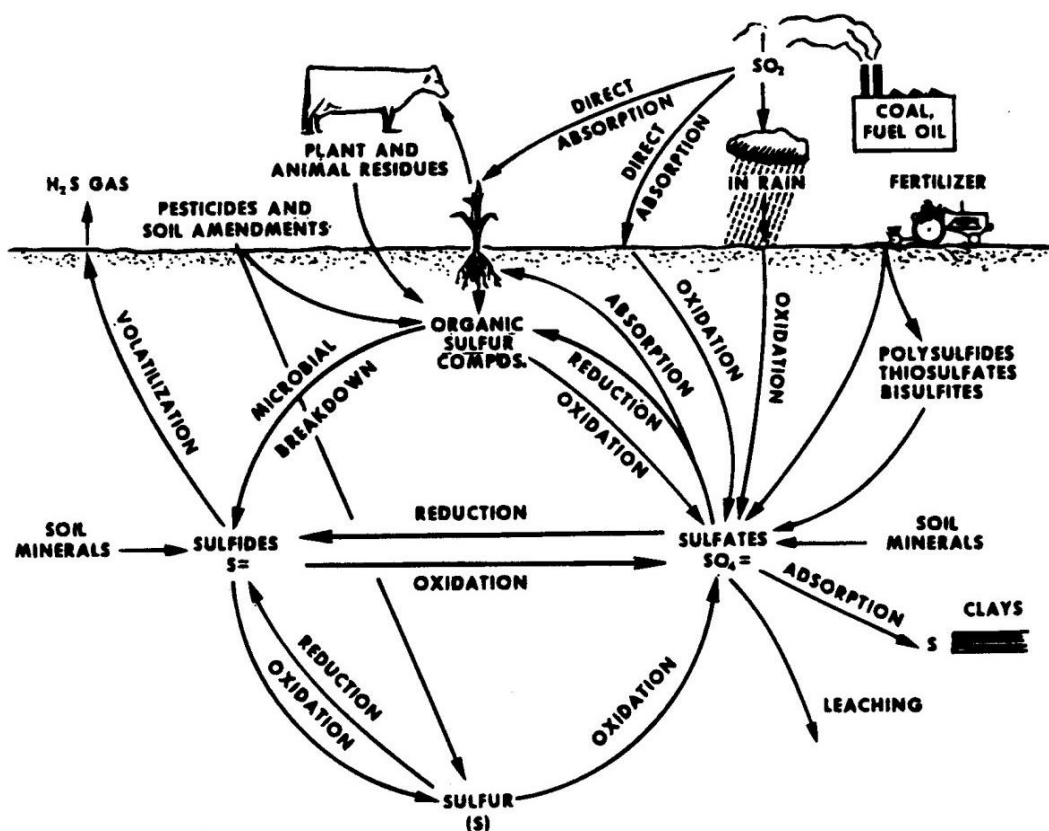 SO₂
COAL,
FUEL OIL
DIRECT
ABSORPTION
DIRECT
ABSORPTION
PLANT AND
ANIMAL RESIDUES
IN RAIN
FERTILIZER
H₂S GAS
PESTICIDES AND
SOIL AMENDMENTS
VOLATILIZATION
ORGANIC
SULFUR
COMPDS.
MICROBIAL
BREAKDOWN
ABSORPTION
REDUCTION
OXIDATION
OXIDATION
OXIDATION
POLYSULFIDES
THIOSULFATES
BISULFITES
SOIL
MINERALS
SULFIDES
S=
REDUCTION
OXIDATION
SULFATES
SO₄=
SOIL
MINERALS
ADSORPTION
CLAYS
S
REDUCTION
OXIDATION
OXIDATION
LEACHING
SULFUR
(S)